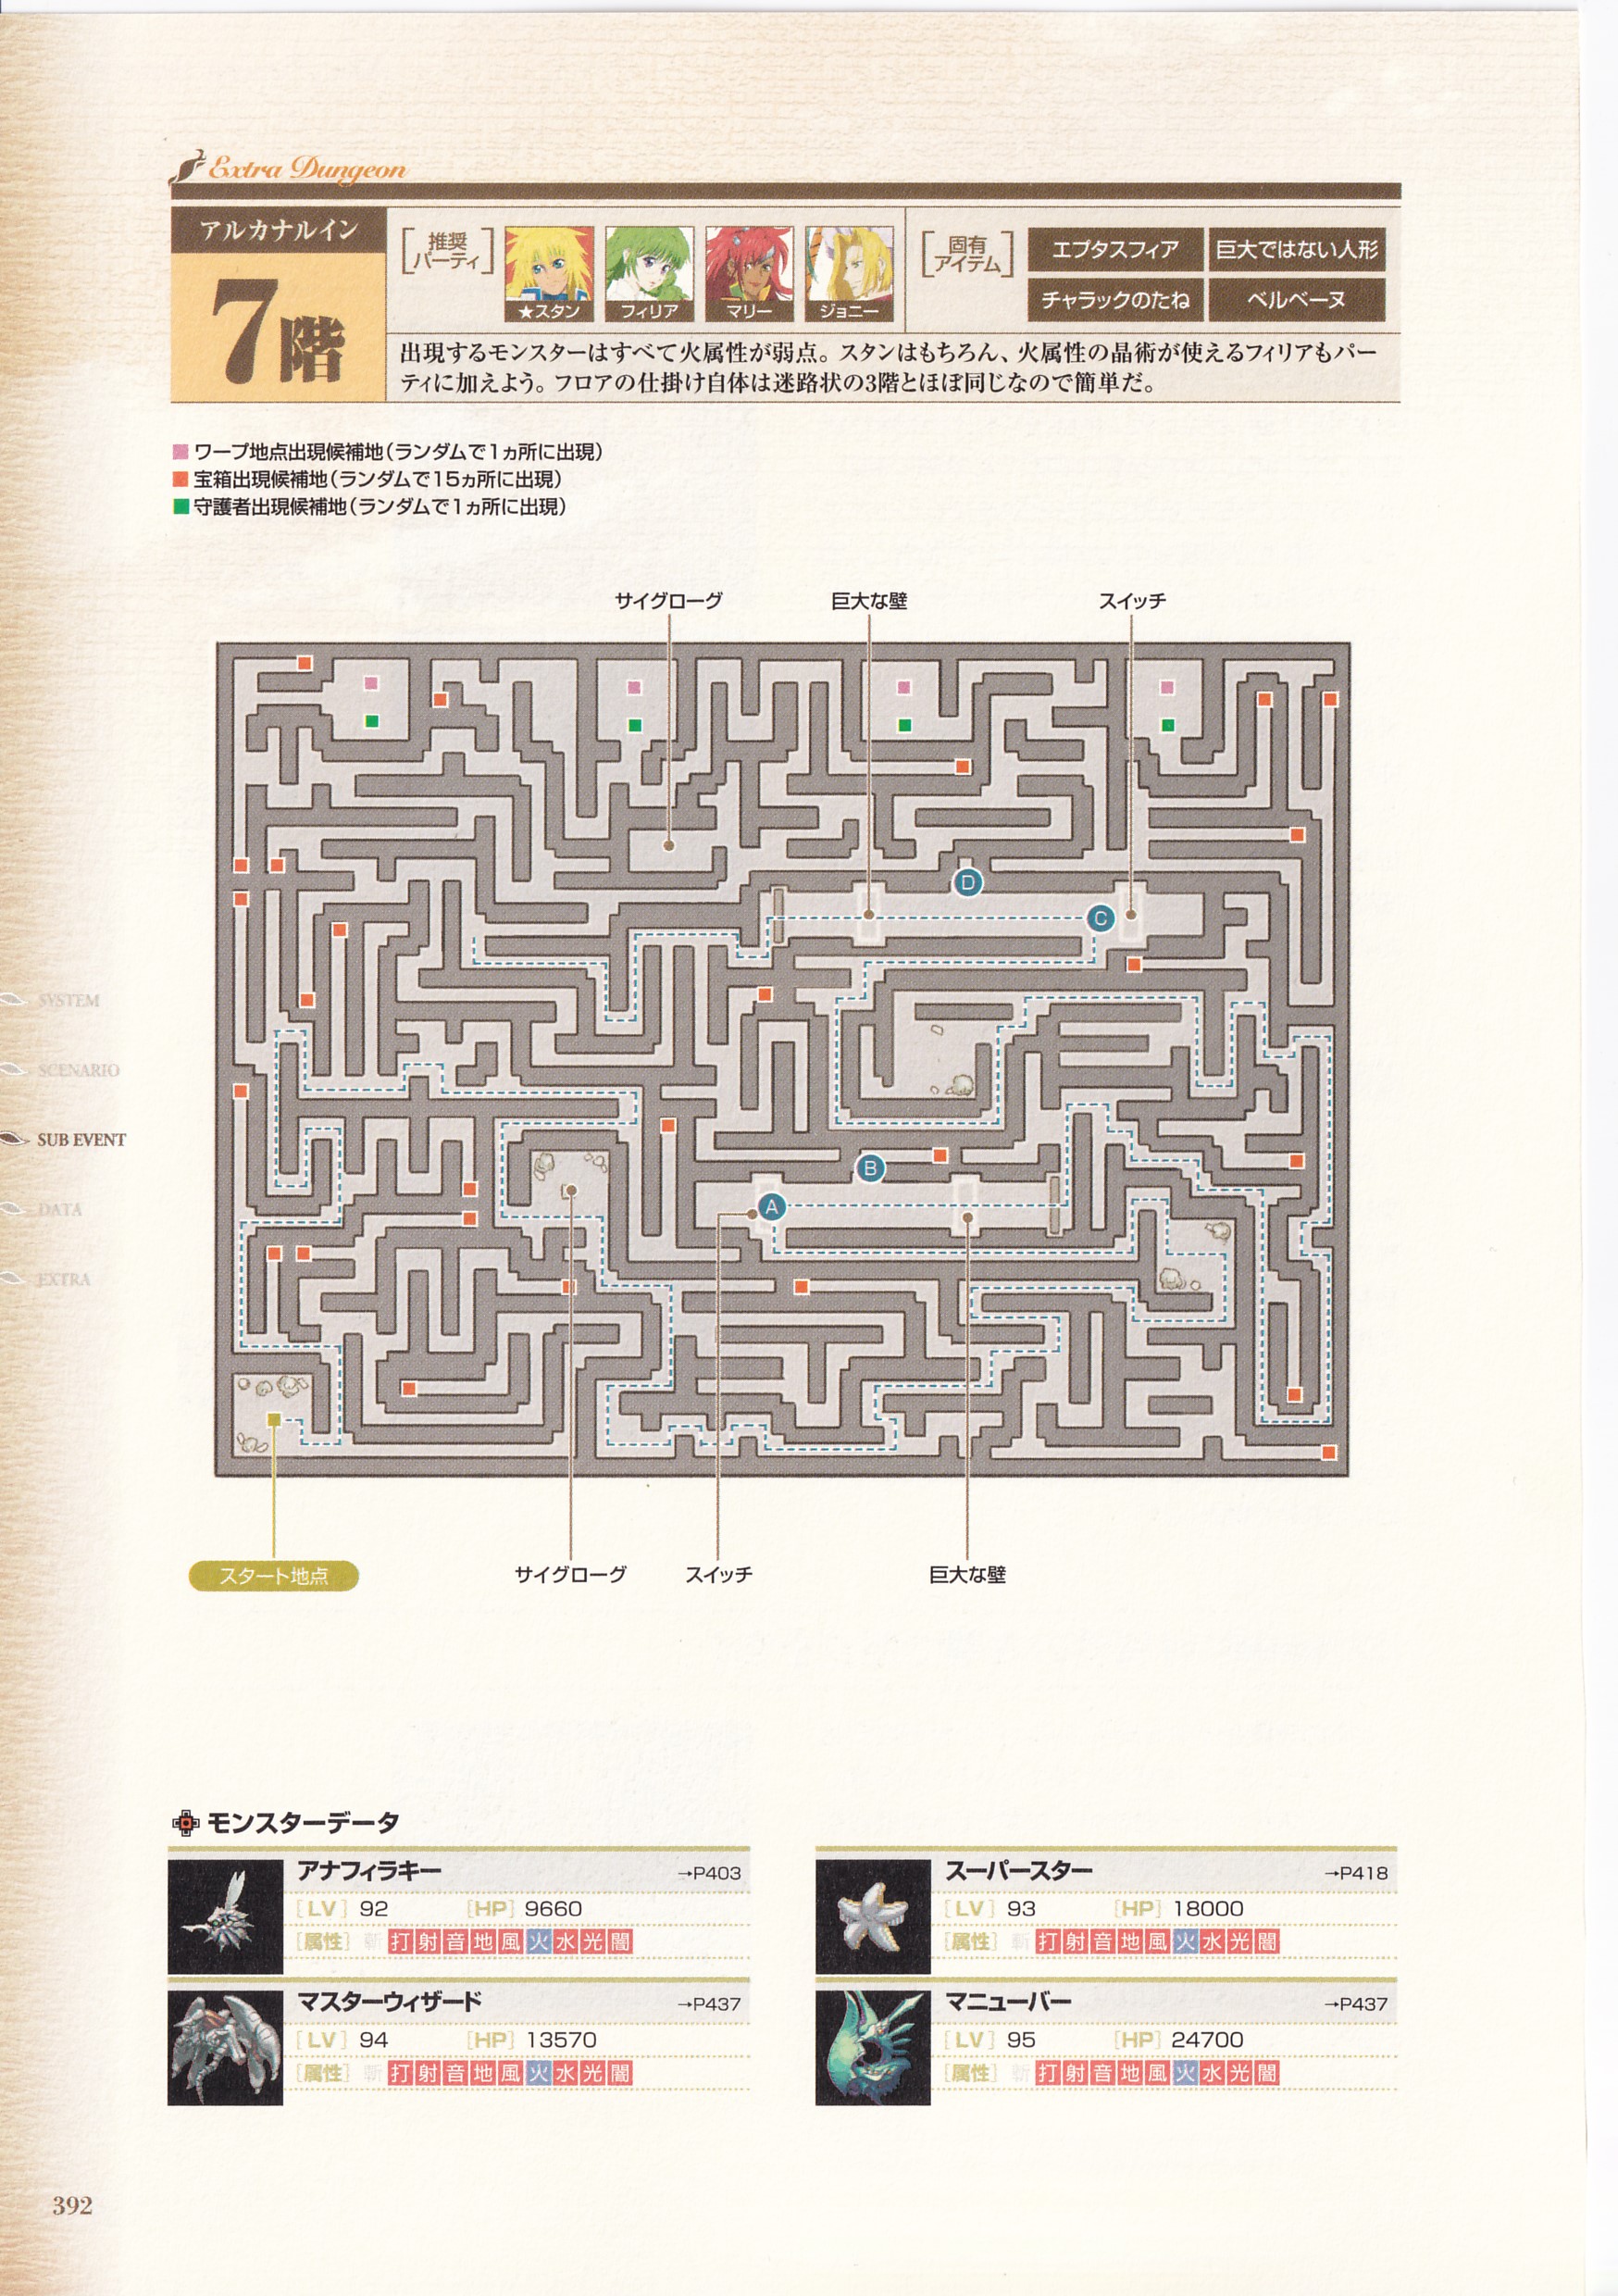 Extra Dungeon
アルカナルイン
7階
[推奨パーティ]
★スタン
フィリア
マリー
ジョニー
[固有アイテム]
エプタスフィア
巨大ではない人形
チャラックのたね
ベルベーヌ
出現するモンスターはすべて火属性が弱点。スタンはもちろん、火属性の晶術が使えるフィリアもパー
ティに加えよう。フロアの仕掛け自体は迷路状の3階とほぼ同じなので簡単だ。
ワープ地点出現候補地(ランダムで1ヵ所に出現)
宝箱出現候補地(ランダムで15ヵ所に出現)
守護者出現候補地(ランダムで1ヵ所に出現)
サイグローグ
巨大な壁
スイッチ
D
C
B
A
スタート地点
サイグローグ
スイッチ
巨大な壁
SYSTEM
SCENARIO
SUB EVENT
DATA
EXTRA
モンスターデータ
アナフィラキー →P403
[LV] 92 [HP] 9660
[属性] 斬打射音地風火水光闇
スーパースター →P418
[LV] 93 [HP] 18000
[属性] 斬打射音地風火水光闇
マスターウィザード →P437
[LV] 94 [HP] 13570
[属性] 斬打射音地風火水光闇
マニューバー →P437
[LV] 95 [HP] 24700
[属性] 斬打射音地風火水光闇
392